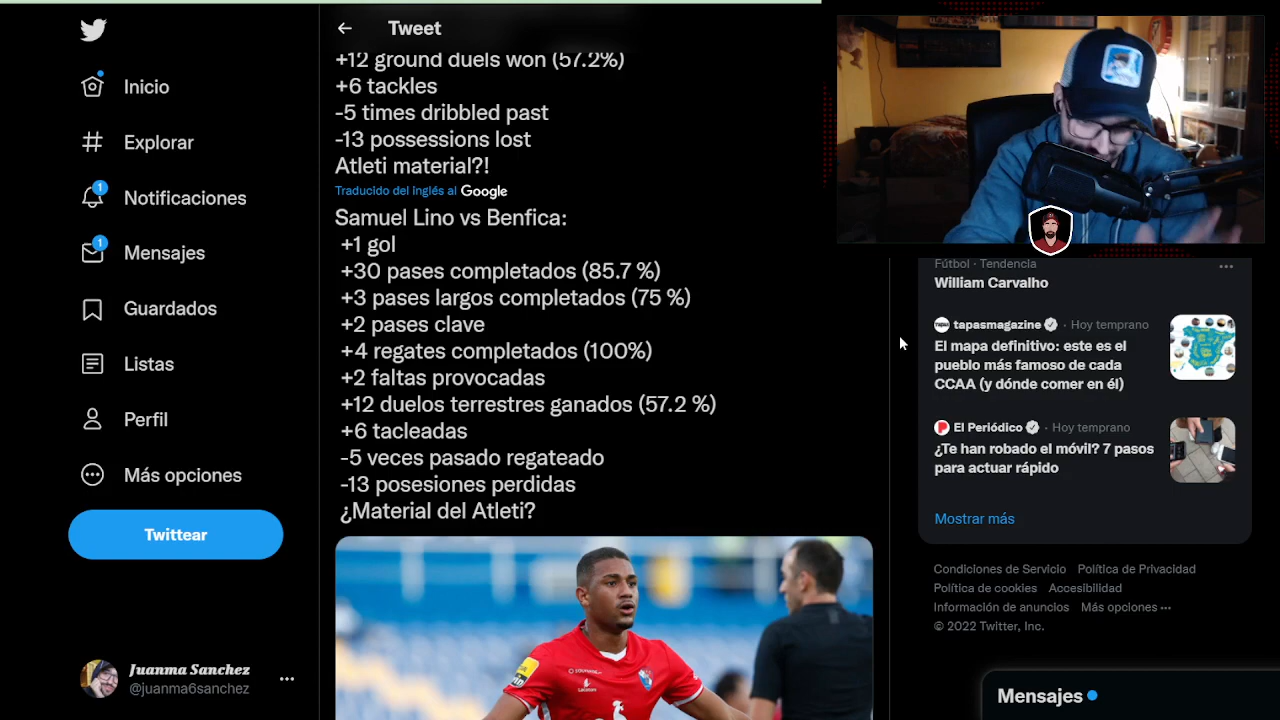 Tweet
+12 ground duels won (57.2%)
+6 tackles
-5 times dribbled past
-13 possessions lost
Atleti material?!
Traducido del Inglés al Google
Samuel Lino vs Benfica:
+1 gol
+30 pases completados (85.7 %)
+3 pases largos completados (75 %)
+2 pases clave
+4 regates completados (100%)
+2 faltas provocadas
+12 duelos terrestres ganados (57.2 %)
+6 tacleadas
-5 veces pasado regateado
-13 posesiones perdidas
¿Material del Atleti?
Inicio
Explorar
1
Notificaciones
1
Mensajes
Guardados
Listas
Perfil
Más opciones
Twittear
Juanma Sanchez
@juanma6sanchez
Fútbol · Tendencia
William Carvalho
tapasmagazine · Hoy temprano
El mapa definitivo: este es el
pueblo más famoso de cada
CCAA (y dónde comer en él)
El Periódico · Hoy temprano
¿Te han robado el móvil? 7 pasos
para actuar rápido
Mostrar más
Condiciones de Servicio Política de Privacidad
Política de cookies Accesibilidad
Información de anuncios Más opciones
© 2022 Twitter, Inc.
Mensajes